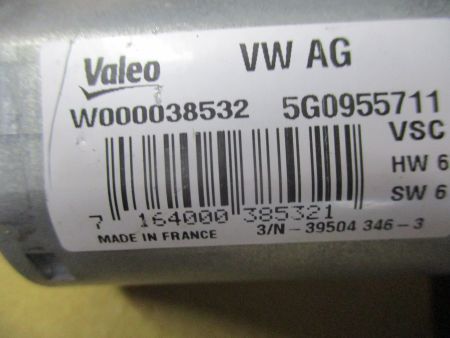 Valeo VW AG
W000038532 5G0955711
VSC
HW 6
SW 6
7 164000 385321
MADE IN FRANCE 3/N - 39504 346 - 3